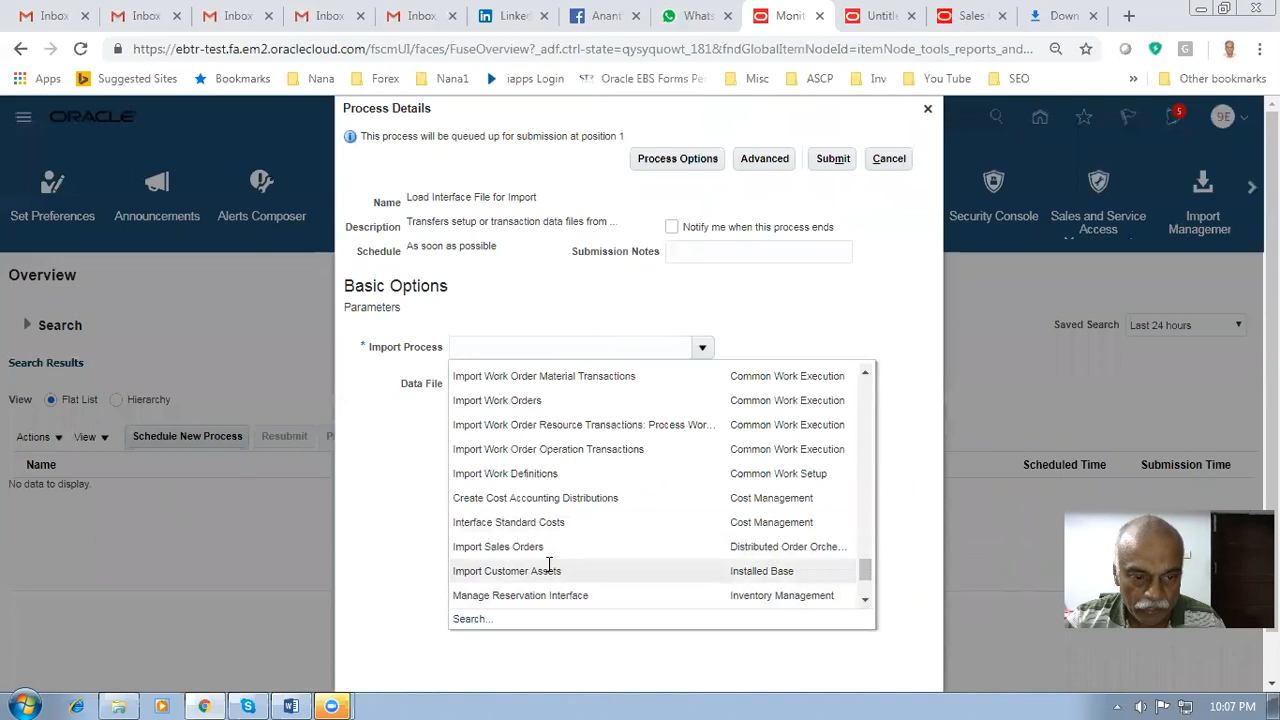 Inbox
Inbox
Inbox
Inbox
Inbox
Linke
Anant
Whats
Monit
Untitle
Sales
Down
https://ebtr-test.fa.em2.oraclecloud.com/fscmUI/faces/FuseOverview?_adf.ctrl-state=qysyquowt_181&fndGlobalItemNodeId=itemNode_tools_reports_and...
Apps
Suggested Sites
Bookmarks
Nana
Forex
Nana1
iapps Login
Oracle EBS Forms Per
Misc
ASCP
Inv
You Tube
SEO
Other bookmarks
ORACLE
5
9E
Set Preferences
Announcements
Alerts Composer
Security Console
Sales and Service
Access
Import
Managemer
Overview
Search
Saved Search
Last 24 hours
Search Results
View
Flat List
Hierarchy
Actions
View
Schedule New Process
Resubmit
Name
Scheduled Time
Submission Time
No data to display.
Process Details
This process will be queued up for submission at position 1
Process Options
Advanced
Submit
Cancel
Name
Load Interface File for Import
Description
Transfers setup or transaction data files from ...
Notify me when this process ends
Schedule
As soon as possible
Submission Notes
Basic Options
Parameters
* Import Process
Data File
Import Work Order Material Transactions
Common Work Execution
Import Work Orders
Common Work Execution
Import Work Order Resource Transactions: Process Wor...
Common Work Execution
Import Work Order Operation Transactions
Common Work Execution
Import Work Definitions
Common Work Setup
Create Cost Accounting Distributions
Cost Management
Interface Standard Costs
Cost Management
Import Sales Orders
Distributed Order Orche...
Import Customer Assets
Installed Base
Manage Reservation Interface
Inventory Management
Search...
10:07 PM